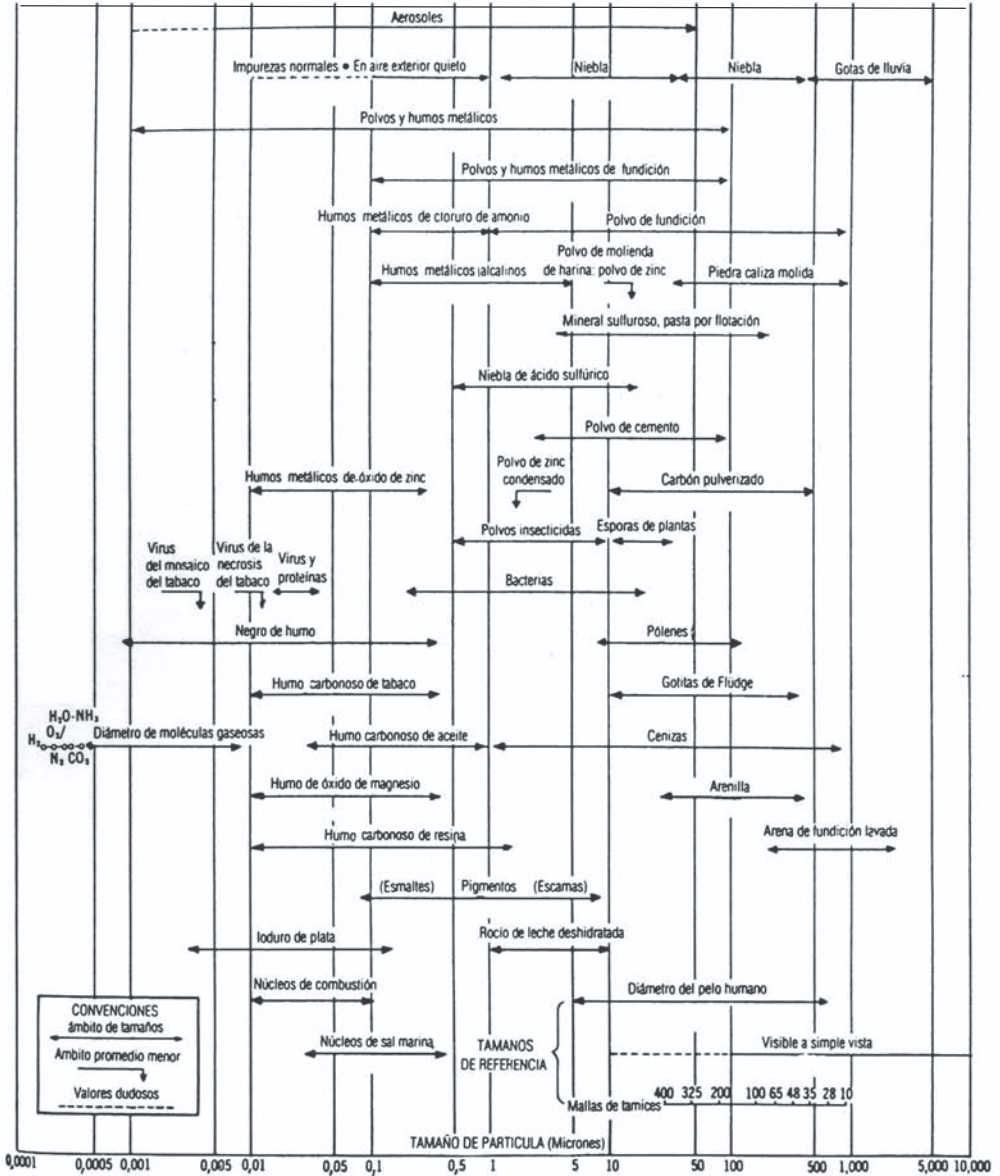 Aerosoles
Impurezas normales • En aire exterior quieto
Niebla
Niebla
Gotas de lluvia
Polvos y humos metálicos
Polvos y humos metálicos de fundición
Humos metálicos de cloruro de amonio
Polvo de fundición
Humos metálicos alcalinos
Polvo de molienda
de harina: polvo de zinc
Piedra caliza molida
Mineral sulfuroso, pasta por flotación
Niebla de ácido sulfúrico
Polvo de cemento
Humos metálicos de óxido de zinc
Polvo de zinc
condensado
Carbón pulverizado
Polvos insecticidas
Esporas de plantas
Virus
del mosaico
del tabaco
Virus de la
necrosis
del tabaco
Virus y
proteínas
Bacterias
Negro de humo
Pólenes
Humo carbonoso de tabaco
Gotitas de Fludge
H₂O-NH₃
O₂/
H₂
N₂ CO₂
Diámetro de moléculas gaseosas
Humo carbonoso de aceite
Cenizas
Humo de óxido de magnesio
Arenilla
Humo carbonoso de resina
Arena de fundición lavada
(Esmaltes) Pigmentos (Escamas)
Ioduro de plata
Rocío de leche deshidratada
Núcleos de combustión
Diámetro del pelo humano
CONVENCIONES
ámbito de tamaños
Ambito promedio menor
Valores dudosos
Núcleos de sal marina
TAMANOS
DE REFERENCIA
Visible a simple vista
Mallas de tamices
400 325 200 100 65 48 35 28 10
TAMAÑO DE PARTICULA (Micrones)
0,0001 0,0005 0,001 0,005 0,01 0,05 0,1 0,5 1 5 10 50 100 500 1,000 5,000 10,000